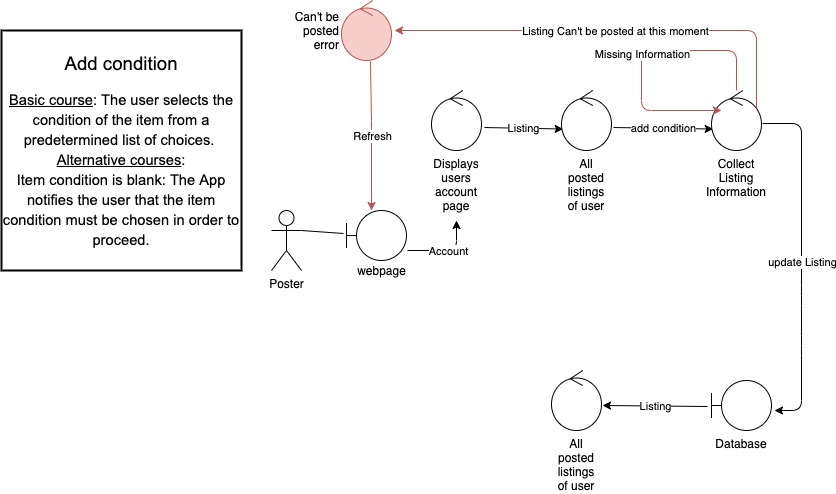 Add condition
Basic course: The user selects the
condition of the item from a
predetermined list of choices.
Alternative courses:
Item condition is blank: The App
notifies the user that the item
condition must be chosen in order to
proceed.
Can't be
posted
error
Listing Can't be posted at this moment
Missing Information
Refresh
Listing
add condition
Displays
users
account
page
All
posted
listings
of user
Collect
Listing
Information
Account
webpage
Poster
update Listing
Listing
Database
All
posted
listings
of user